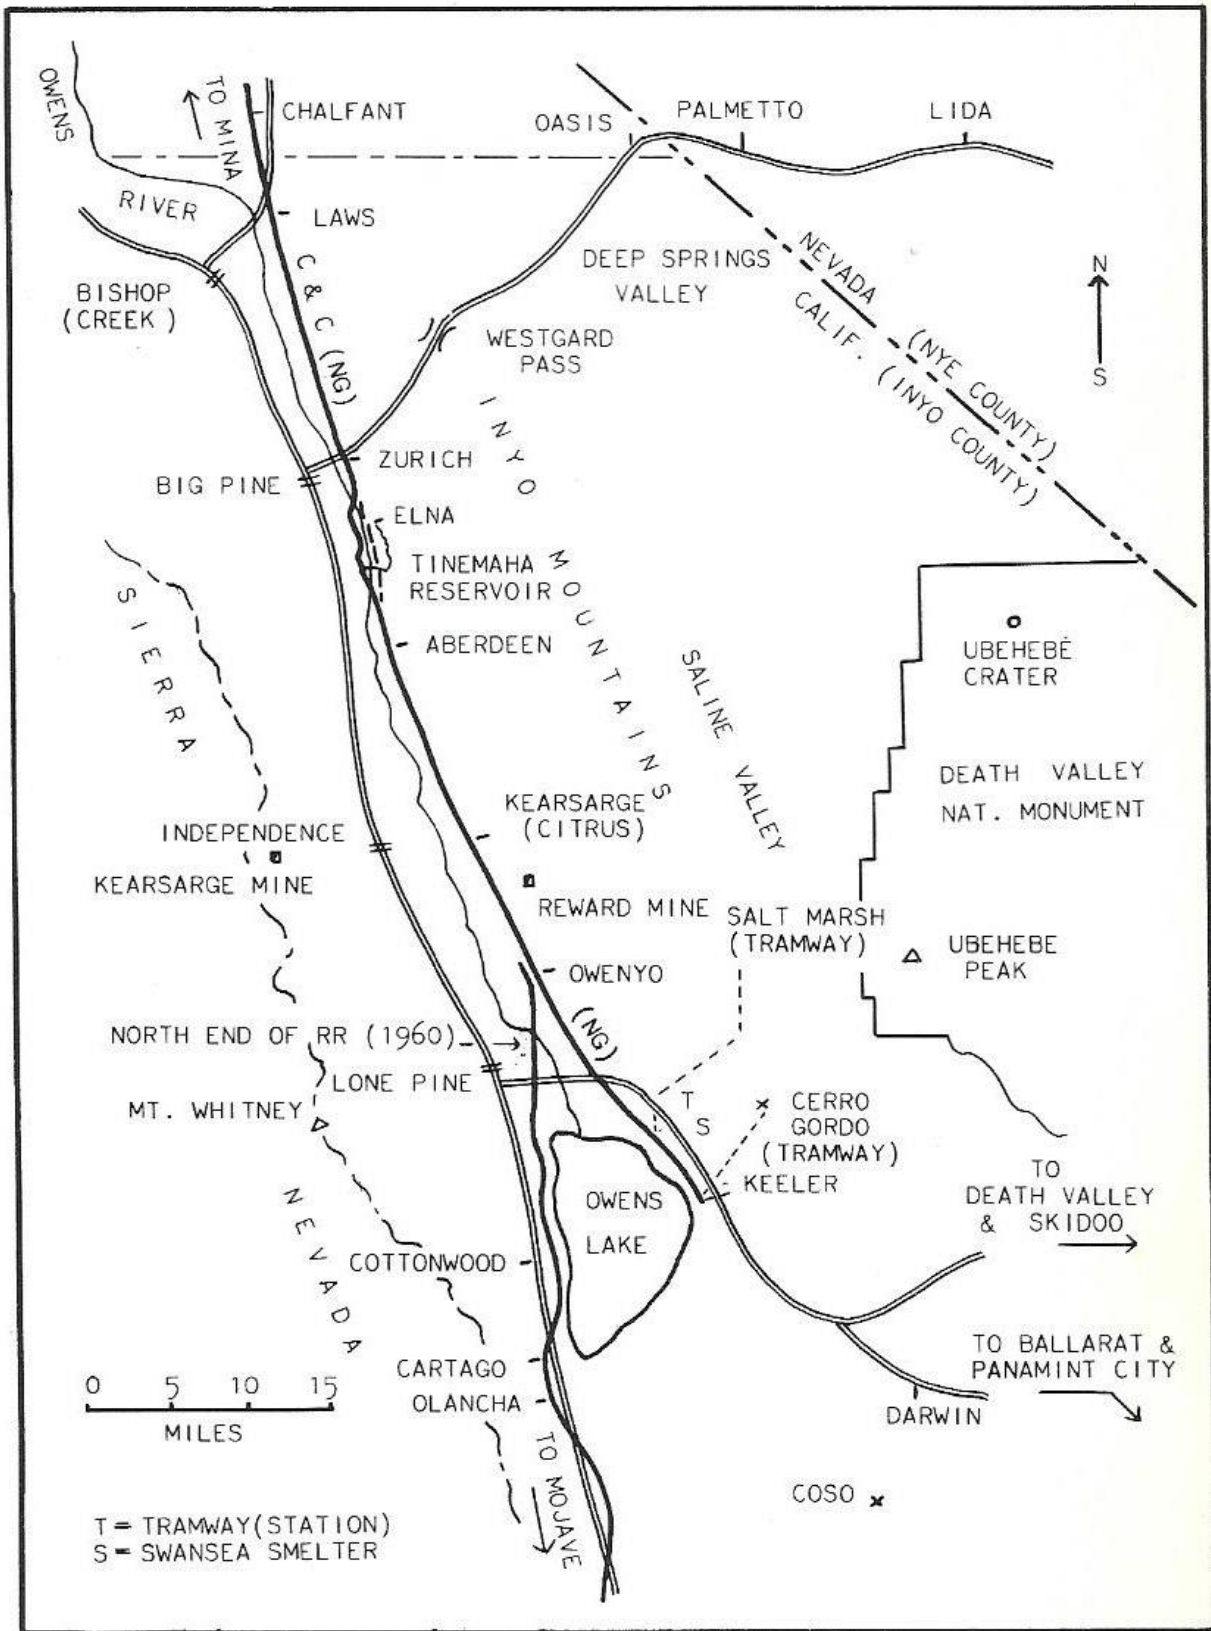 OWENS
TO MINA
CHALFANT
OASIS
PALMETTO
LIDA
RIVER
LAWS
C & C (NG)
DEEP SPRINGS
VALLEY
NEVADA
(NYE COUNTY)
CALIF.
(INYO COUNTY)
N
S
BISHOP
(CREEK)
WESTGARD
PASS
INYO
MOUNTAINS
ZURICH
BIG PINE
ELNA
TINEMAHA
RESERVOIR
ABERDEEN
SIERRA
NEVADA
SALINE VALLEY
UBEHEBE
CRATER
DEATH VALLEY
NAT. MONUMENT
KEARSARGE
(CITRUS)
INDEPENDENCE
KEARSARGE MINE
REWARD MINE
SALT MARSH
(TRAMWAY)
UBEHEBE
PEAK
OWENYO
(NG)
NORTH END OF RR (1960)
LONE PINE
MT. WHITNEY
T
S
CERRO
GORDO
(TRAMWAY)
KEELER
OWENS
LAKE
TO
DEATH VALLEY
& SKIDOO
COTTONWOOD
CARTAGO
OLANCHA
TO BALLARAT &
PANAMINT CITY
DARWIN
0 5 10 15
MILES
TO MOJAVE
COSO
T = TRAMWAY(STATION)
S = SWANSEA SMELTER